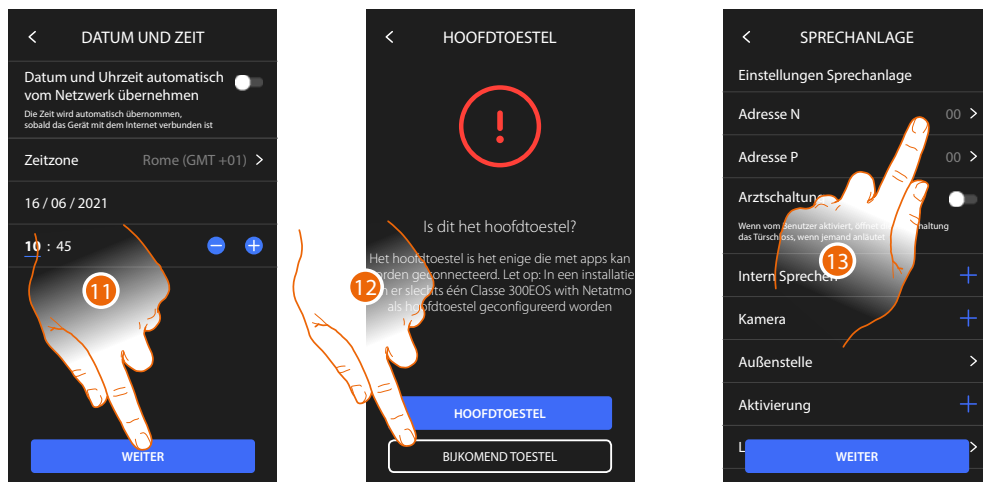 DATUM UND ZEIT
Datum und Uhrzeit automatisch
vom Netzwerk übernehmen
Die Zeit wird automatisch übernommen,
sobald das Gerät mit dem Internet verbunden ist
Zeitzone Rome (GMT +01)
16 / 06 / 2021
10 : 45
11
WEITER
HOOFDTOESTEL
Is dit het hoofdtoestel?
Het hoofdtoestel is het enige die met apps kan
geconnecteerd. Let op: In een installatie
er slechts één Classe 300EOS with Netatmo
als hoofdtoestel geconfigureerd worden
12
HOOFDTOESTEL
BIJKOMEND TOESTEL
SPRECHANLAGE
Einstellungen Sprechanlage
Adresse N 00
Adresse P 00
Arztschaltung
Wenn vom Benutzer aktiviert, öffnet
das Türschloss, wenn jemand anläutet
13
Intern Sprechen
Kamera
Außenstelle
Aktivierung
WEITER